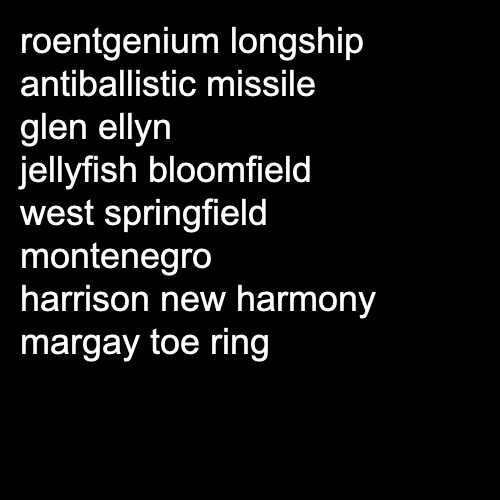 roentgenium longship
antiballistic missile
glen ellyn
jellyfish bloomfield
west springfield
montenegro
harrison new harmony
margay toe ring